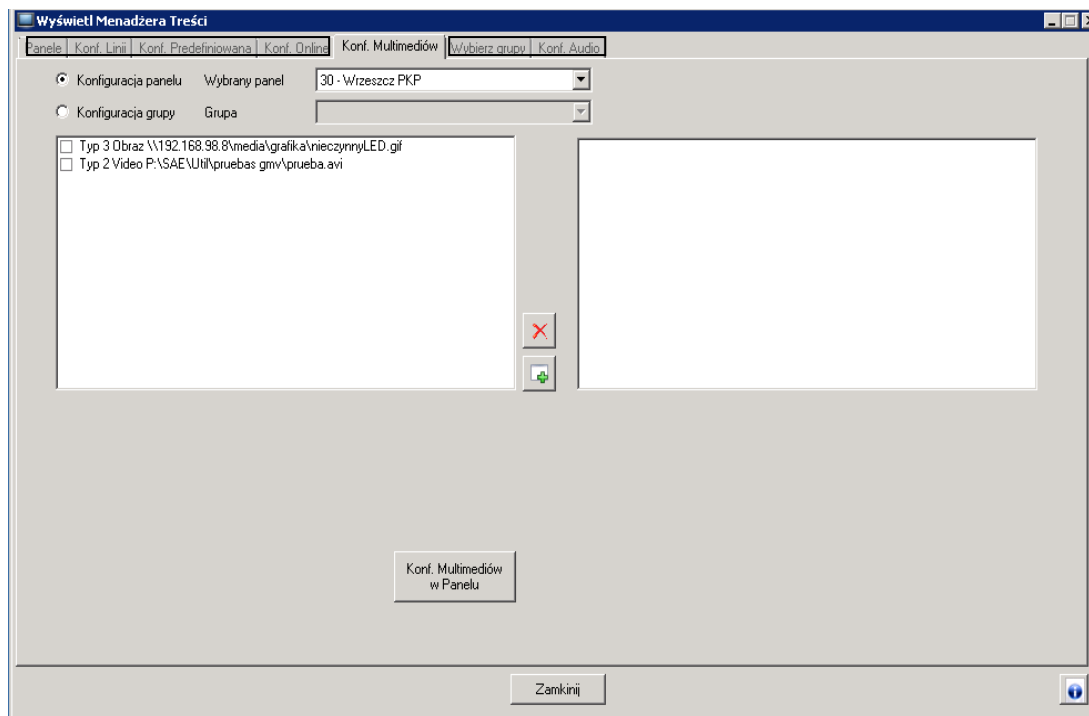 Wyświetl Menadżera Treści
Panele Konf. Linii Konf. Predefiniowana Konf. Online Konf. Multimediów Wybierz grupy Konf. Audio
Konfiguracja panelu Wybrany panel 30 - Wrzeszcz PKP
Konfiguracja grupy Grupa
Typ 3 Obraz \\192.168.98.8\media\grafika\nieczynnyLED.gif
Typ 2 Video P:\SAE\Util\pruebas gmv\prueba.avi
Konf. Multimediów
w Panelu
Zamkinij